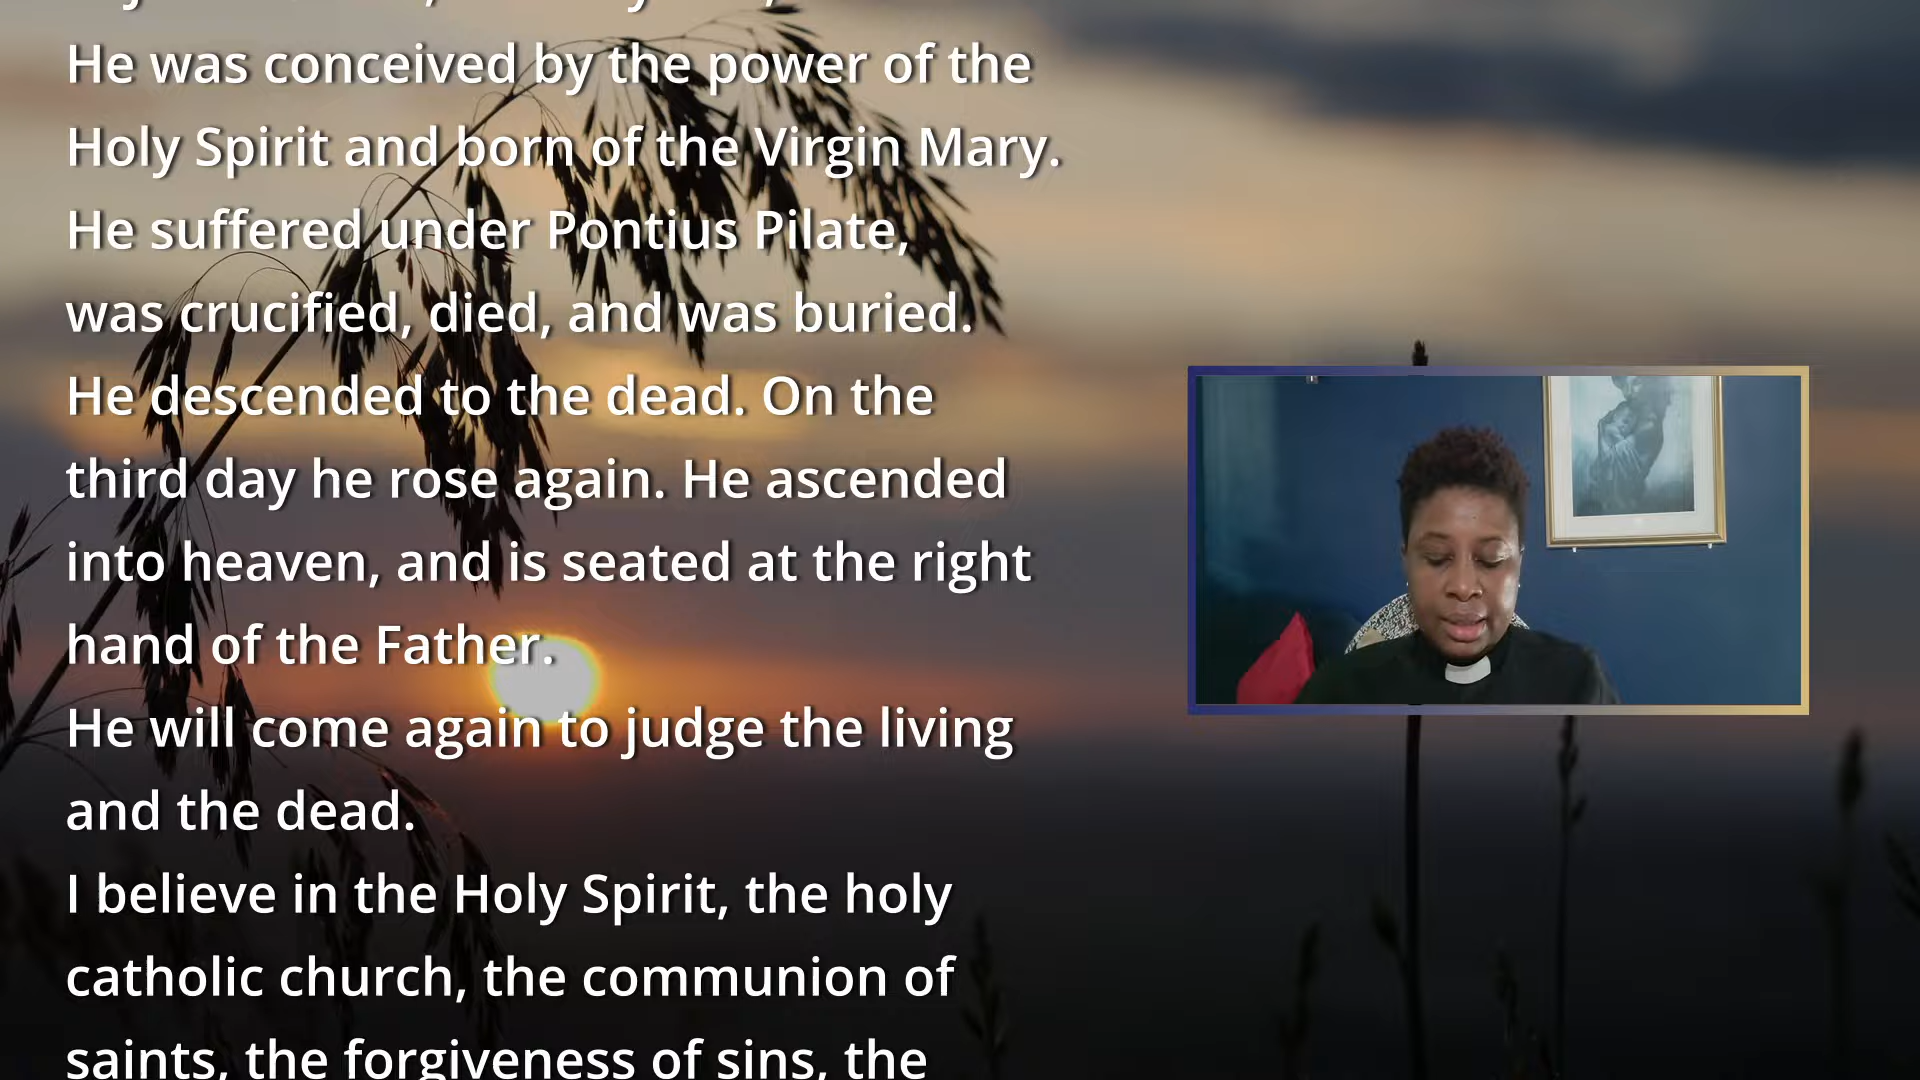 He was conceived by the power of the
Holy Spirit and born of the Virgin Mary.
He suffered under Pontius Pilate,
was crucified, died, and was buried.
He descended to the dead. On the
third day he rose again. He ascended
into heaven, and is seated at the right
hand of the Father.
He will come again to judge the living
and the dead.
I believe in the Holy Spirit, the holy
catholic church, the communion of
saints, the forgiveness of sins, the